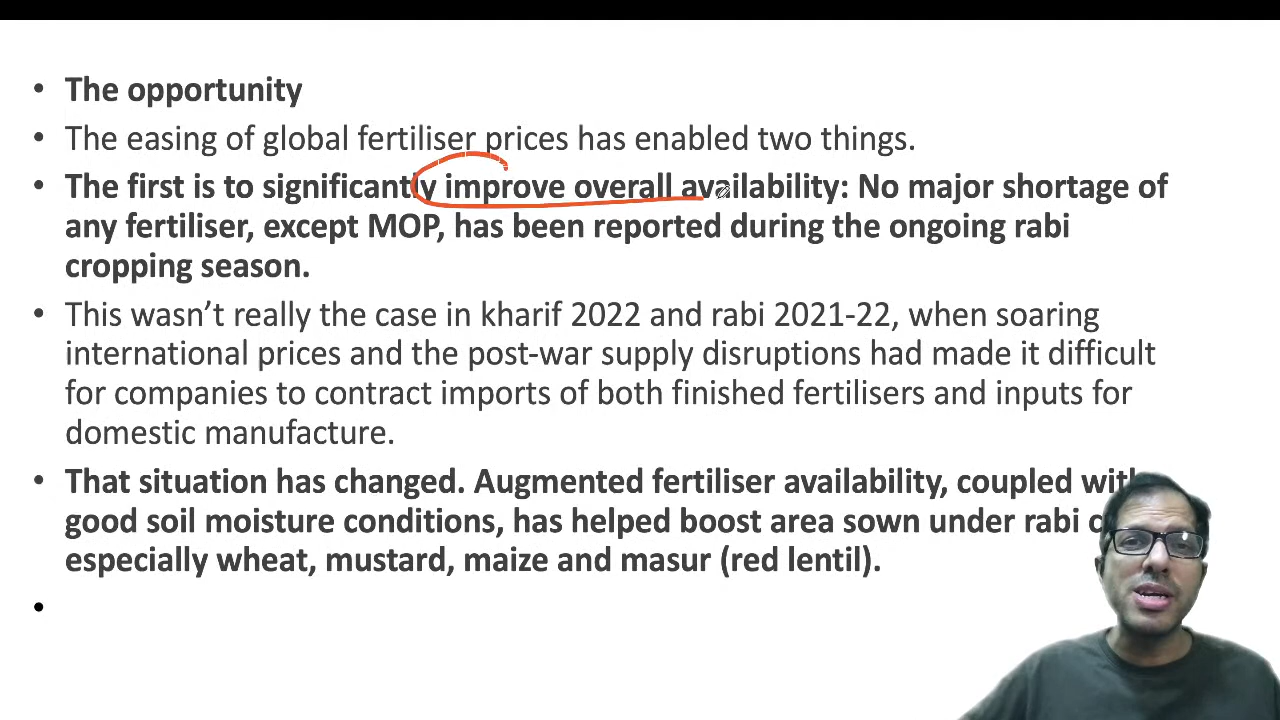 The opportunity
The easing of global fertiliser prices has enabled two things.
The first is to significantly improve overall availability: No major shortage of
any fertiliser, except MOP, has been reported during the ongoing rabi
cropping season.
This wasn’t really the case in kharif 2022 and rabi 2021-22, when soaring
international prices and the post-war supply disruptions had made it difficult
for companies to contract imports of both finished fertilisers and inputs for
domestic manufacture.
That situation has changed. Augmented fertiliser availability, coupled with
good soil moisture conditions, has helped boost area sown under rabi
especially wheat, mustard, maize and masur (red lentil).